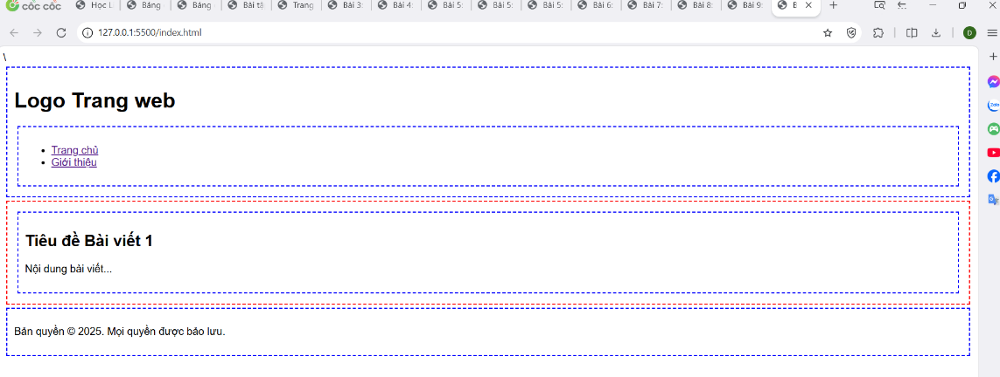 cốc cốc
Học L
Bảng
Bảng
Bài tậ
Trang
Bài 3:
Bài 4:
Bài 5:
Bài 5:
Bài 5:
Bài 6:
Bài 7:
Bài 8:
Bài 9:
B
127.0.0.1:5500/index.html
D
\
Logo Trang web
Trang chủ
Giới thiệu
Zalo
Tiêu đề Bài viết 1
Nội dung bài viết...
Bản quyền © 2025. Mọi quyền được bảo lưu.